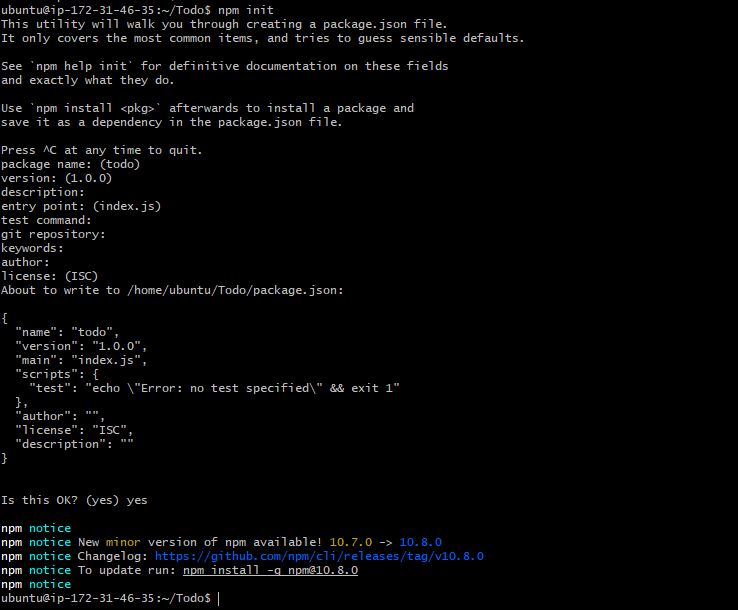 ubuntu@ip-172-31-46-35:~/Todo$ npm init
This utility will walk you through creating a package.json file.
It only covers the most common items, and tries to guess sensible defaults.

See `npm help init` for definitive documentation on these fields
and exactly what they do.

Use `npm install <pkg>` afterwards to install a package and
save it as a dependency in the package.json file.

Press ^C at any time to quit.
package name: (todo)
version: (1.0.0)
description:
entry point: (index.js)
test command:
git repository:
keywords:
author:
license: (ISC)
About to write to /home/ubuntu/Todo/package.json:

{
  "name": "todo",
  "version": "1.0.0",
  "main": "index.js",
  "scripts": {
    "test": "echo \"Error: no test specified\" && exit 1"
  },
  "author": "",
  "license": "ISC",
  "description": ""
}


Is this OK? (yes) yes

npm notice
npm notice New minor version of npm available! 10.7.0 -> 10.8.0
npm notice Changelog: https://github.com/npm/cli/releases/tag/v10.8.0
npm notice To update run: npm install -g npm@10.8.0
npm notice
ubuntu@ip-172-31-46-35:~/Todo$